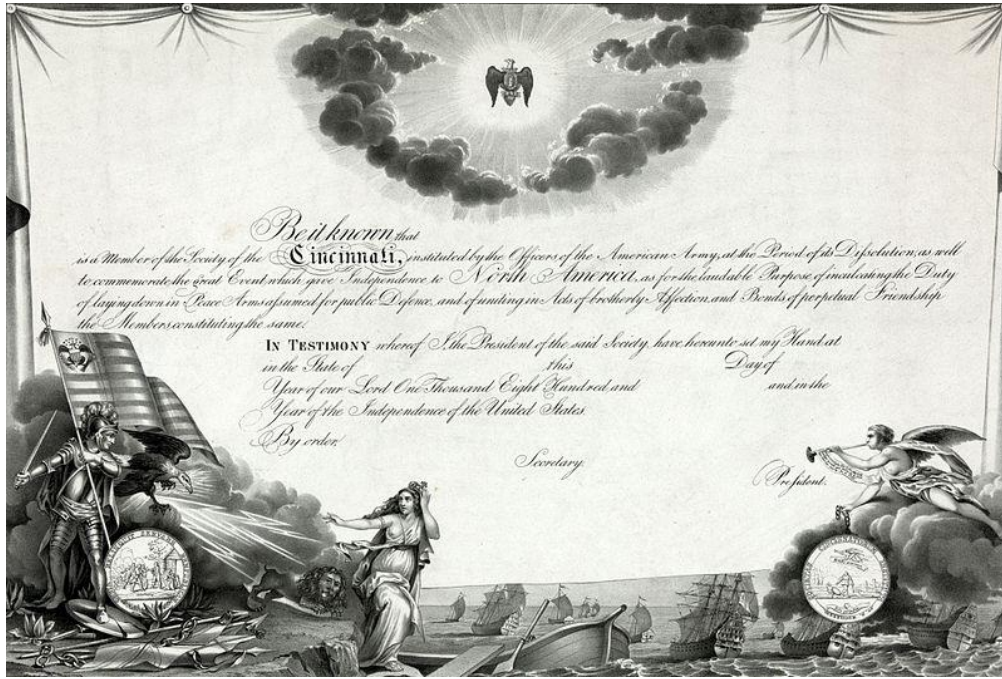 Be it known that
is a Member of the Society of the Cincinnati, instituted by the Officers of the American Army, at the Period of its Dissolution, as well
to commemorate the great Event which give Independence to North America, as for the laudable Purpose of inculcating the Duty
of laying down in Peace Arms assumed for public Defence, and of uniting in Acts of brotherly Affection, and Bonds of perpetual Friendship
the Members constituting the same.
IN TESTIMONY whereof I, the President of the said Society, have hereunto set my Hand at
in the State of this Day of
Year of our Lord One Thousand Eight Hundred and and in the
Year of the Independence of the United States.
By order,
Secretary.
President.